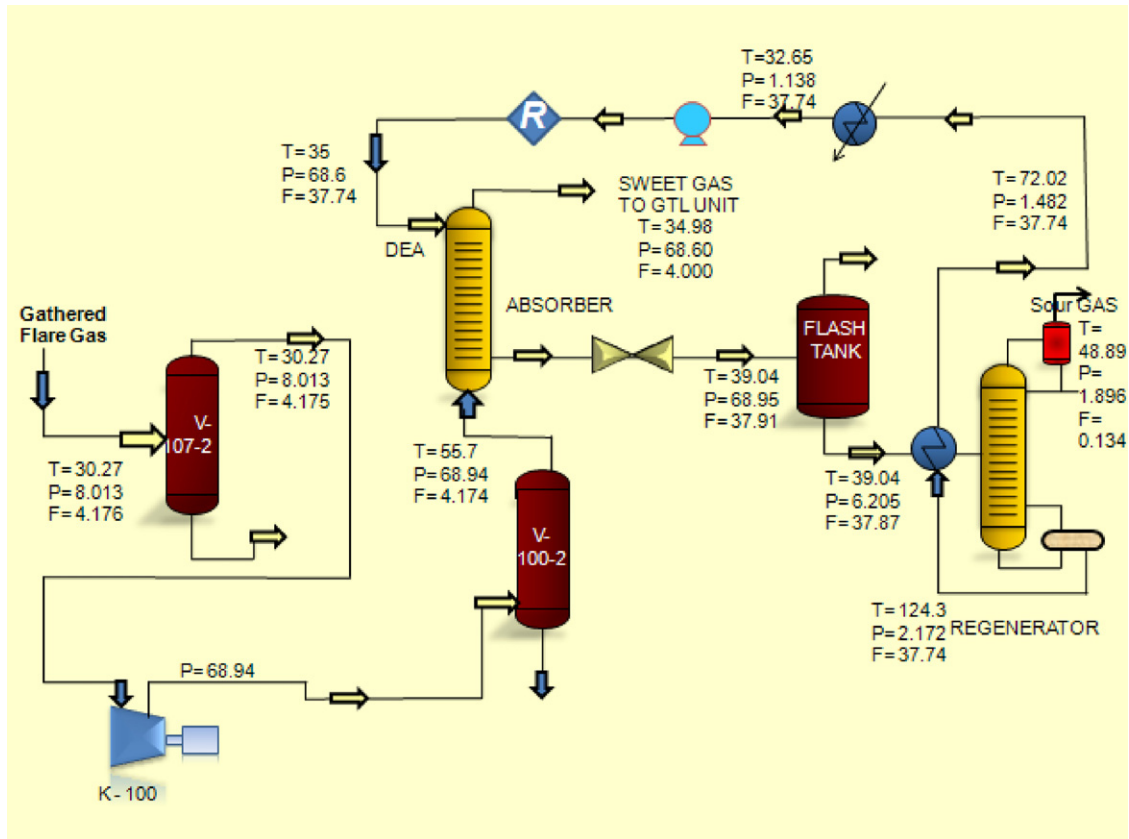 T=32.65
P=1.138
F=37.74
R
T=35
P=68.6
F=37.74
SWEET GAS
TO GTL UNIT
T=34.98
P=68.60
F=4.000
T=72.02
P=1.482
F=37.74
DEA
ABSORBER
FLASH
TANK
Sour GAS
T=
48.89
P=
1.896
F=
0.134
Gathered
Flare Gas
T=30.27
P=8.013
F=4.175
V-
107-2
T=30.27
P=8.013
F=4.176
T=39.04
P=68.95
F=37.91
T=55.7
P=68.94
F=4.174
T=39.04
P=6.205
F=37.87
V-
100-2
T=124.3
P=2.172
F=37.74
REGENERATOR
P=68.94
K-100